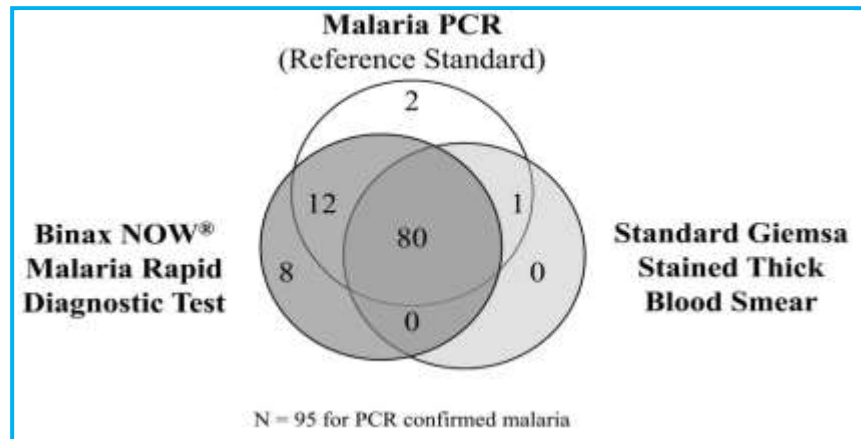 Malaria PCR
(Reference Standard)
2
12
1
80
Binax NOW®
Malaria Rapid
Diagnostic Test
8
0
Standard Giemsa
Stained Thick
Blood Smear
0
N = 95 for PCR confirmed malaria